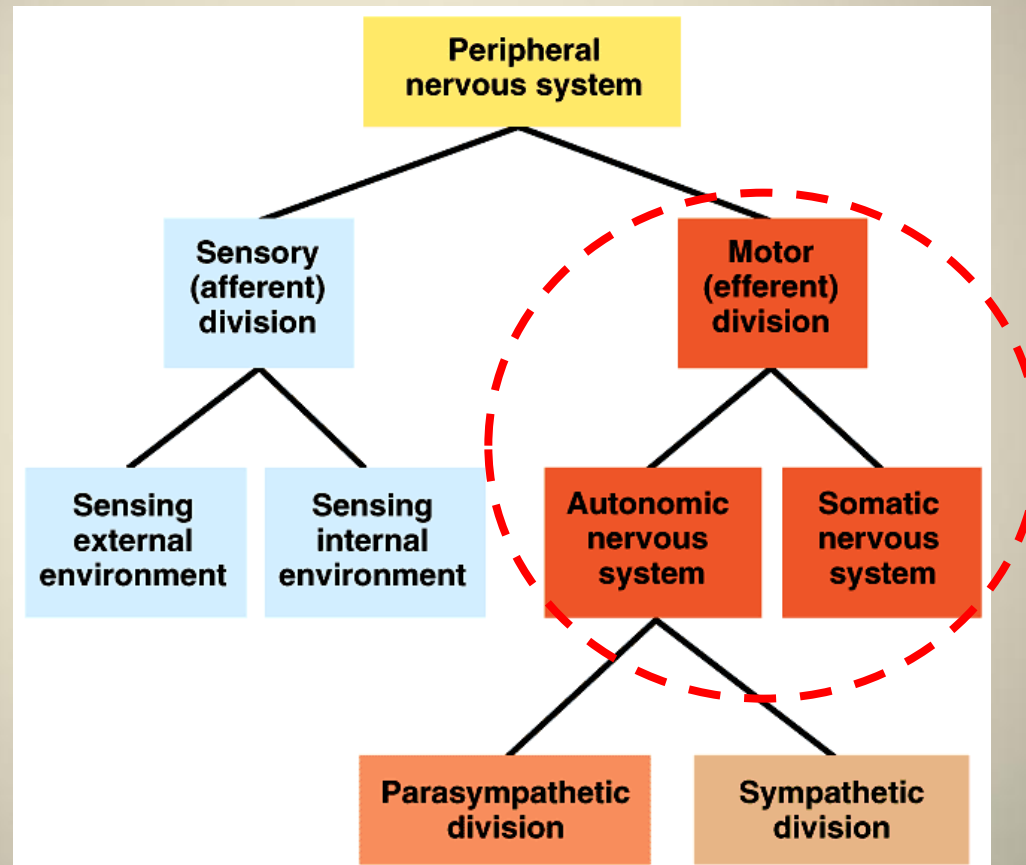 Peripheral
nervous system
Sensory
(afferent)
division
Motor
(efferent)
division
Sensing
external
environment
Sensing
internal
environment
Autonomic
nervous
system
Somatic
nervous
system
Parasympathetic
division
Sympathetic
division